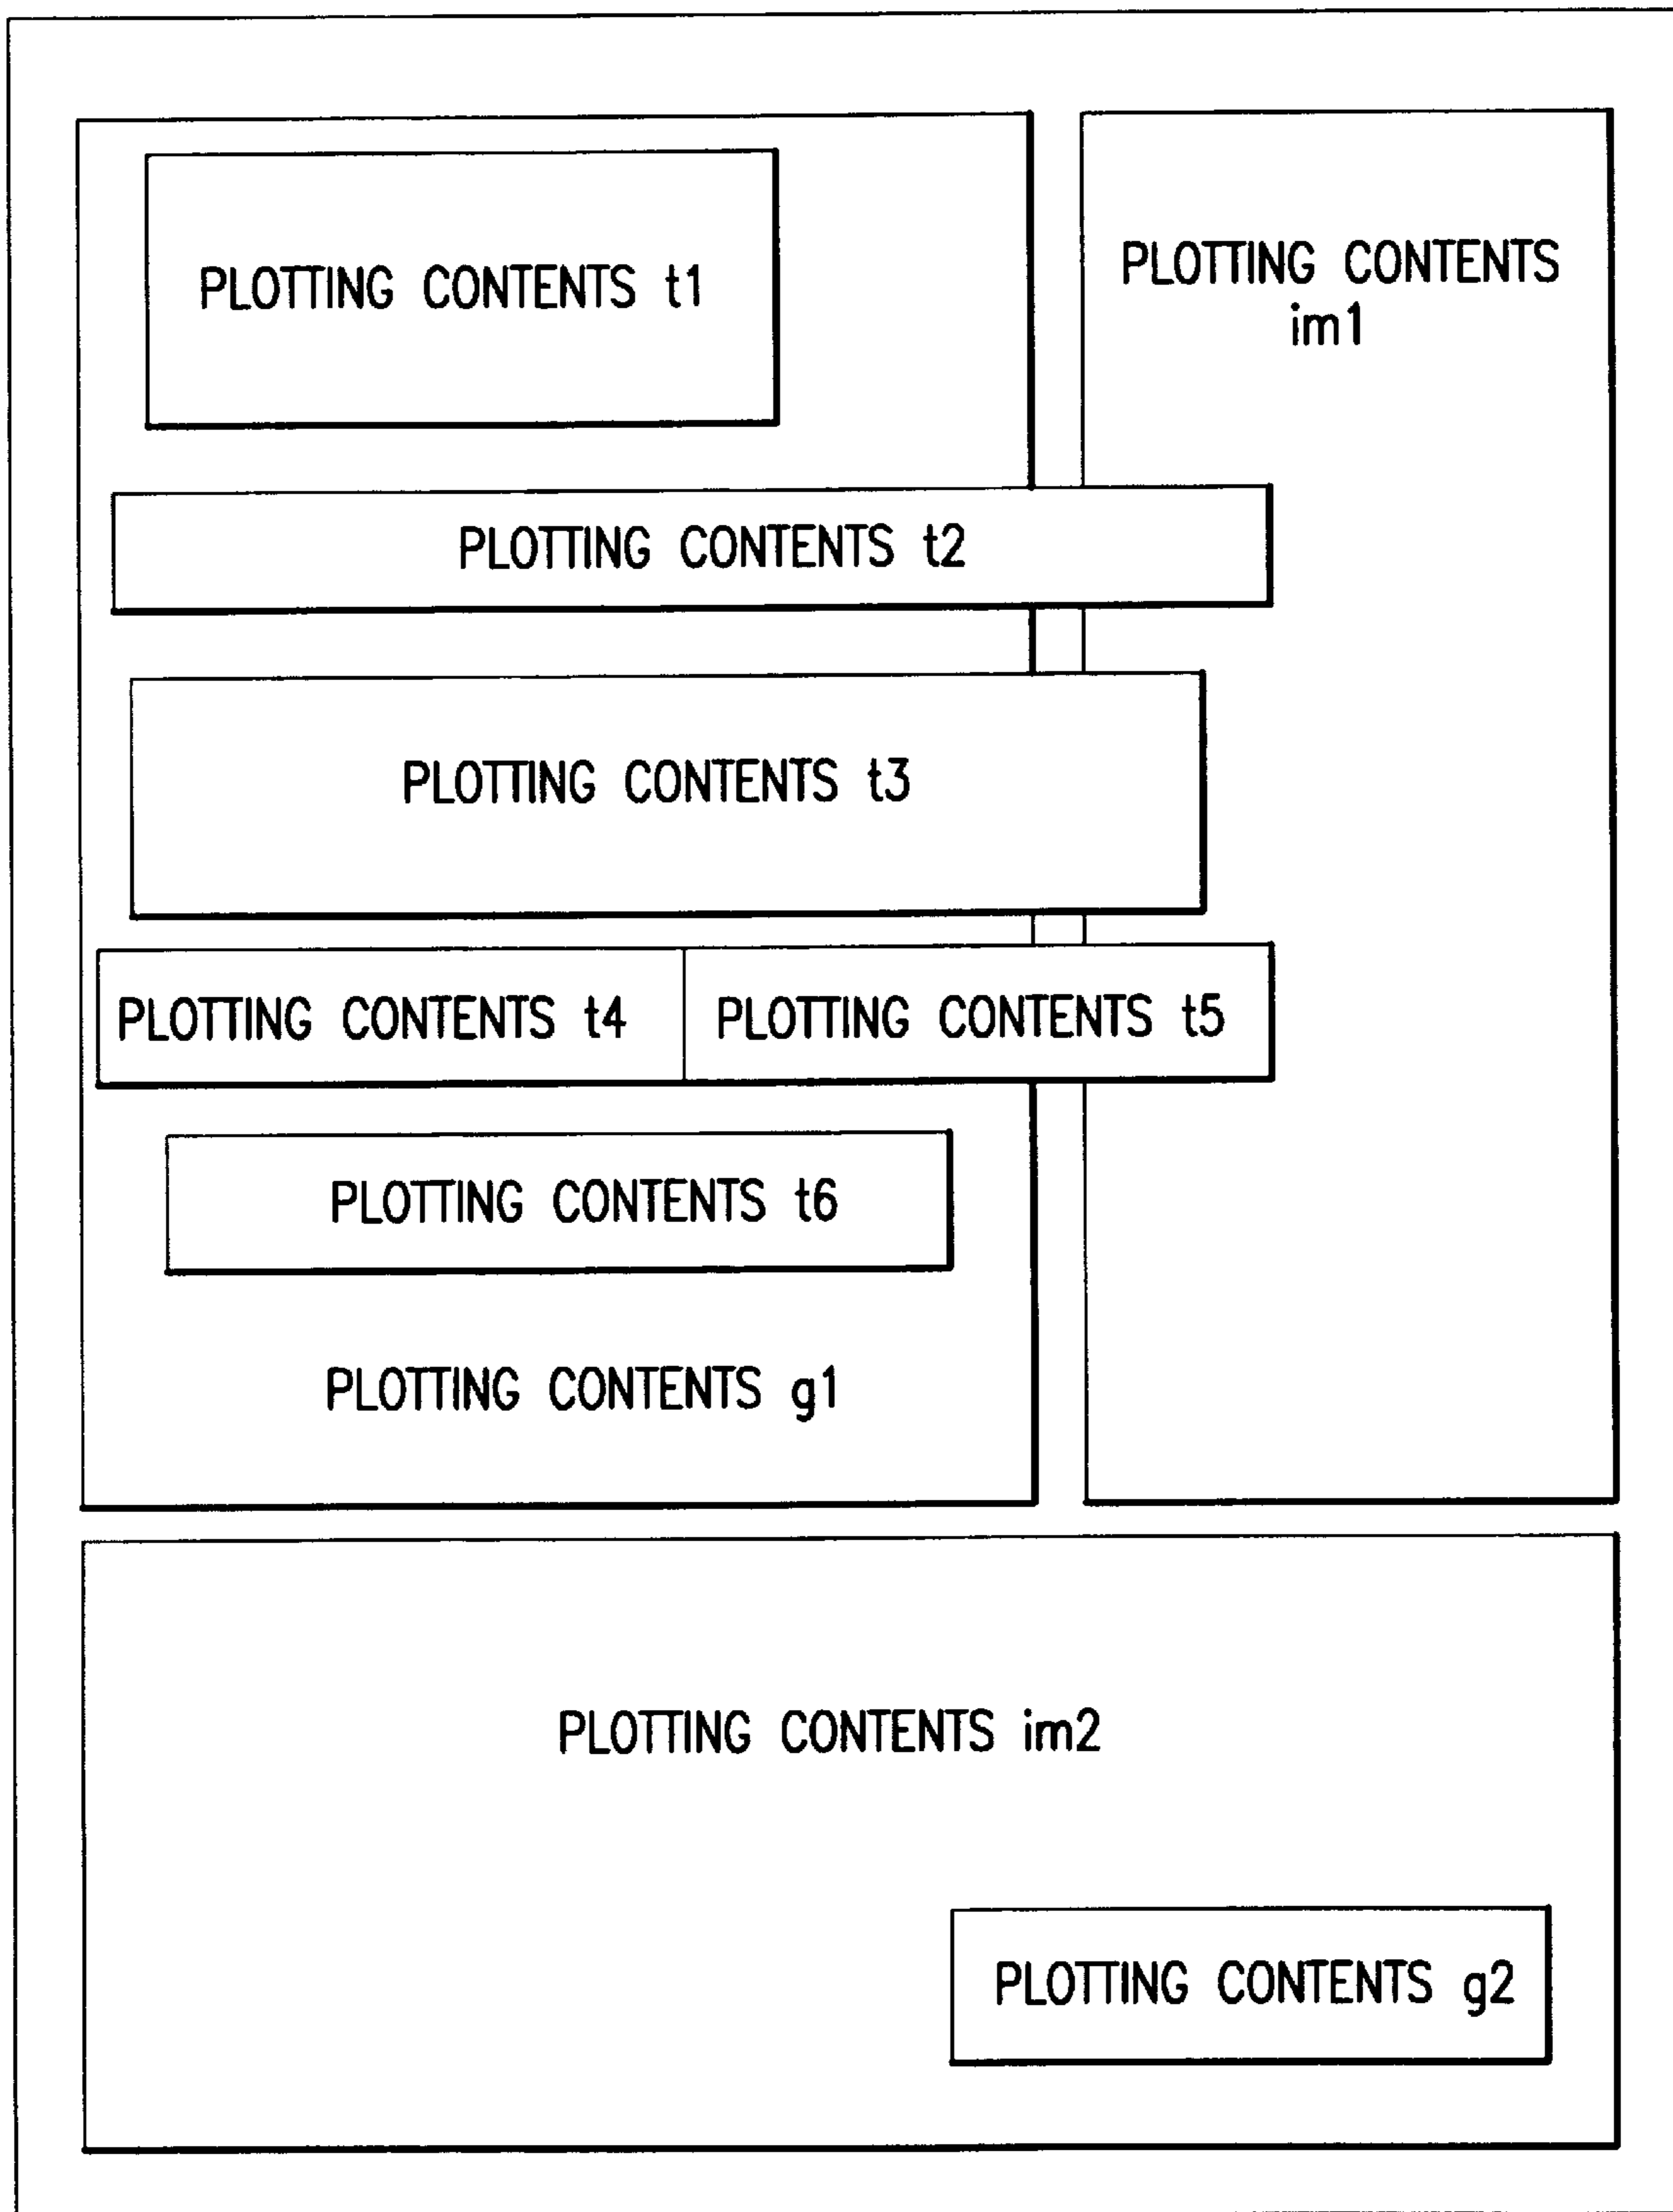 PLOTTING CONTENTS t1
PLOTTING CONTENTS
im1
PLOTTING CONTENTS t2
PLOTTING CONTENTS t3
PLOTTING CONTENTS t4
PLOTTING CONTENTS t5
PLOTTING CONTENTS t6
PLOTTING CONTENTS g1
PLOTTING CONTENTS im2
PLOTTING CONTENTS g2